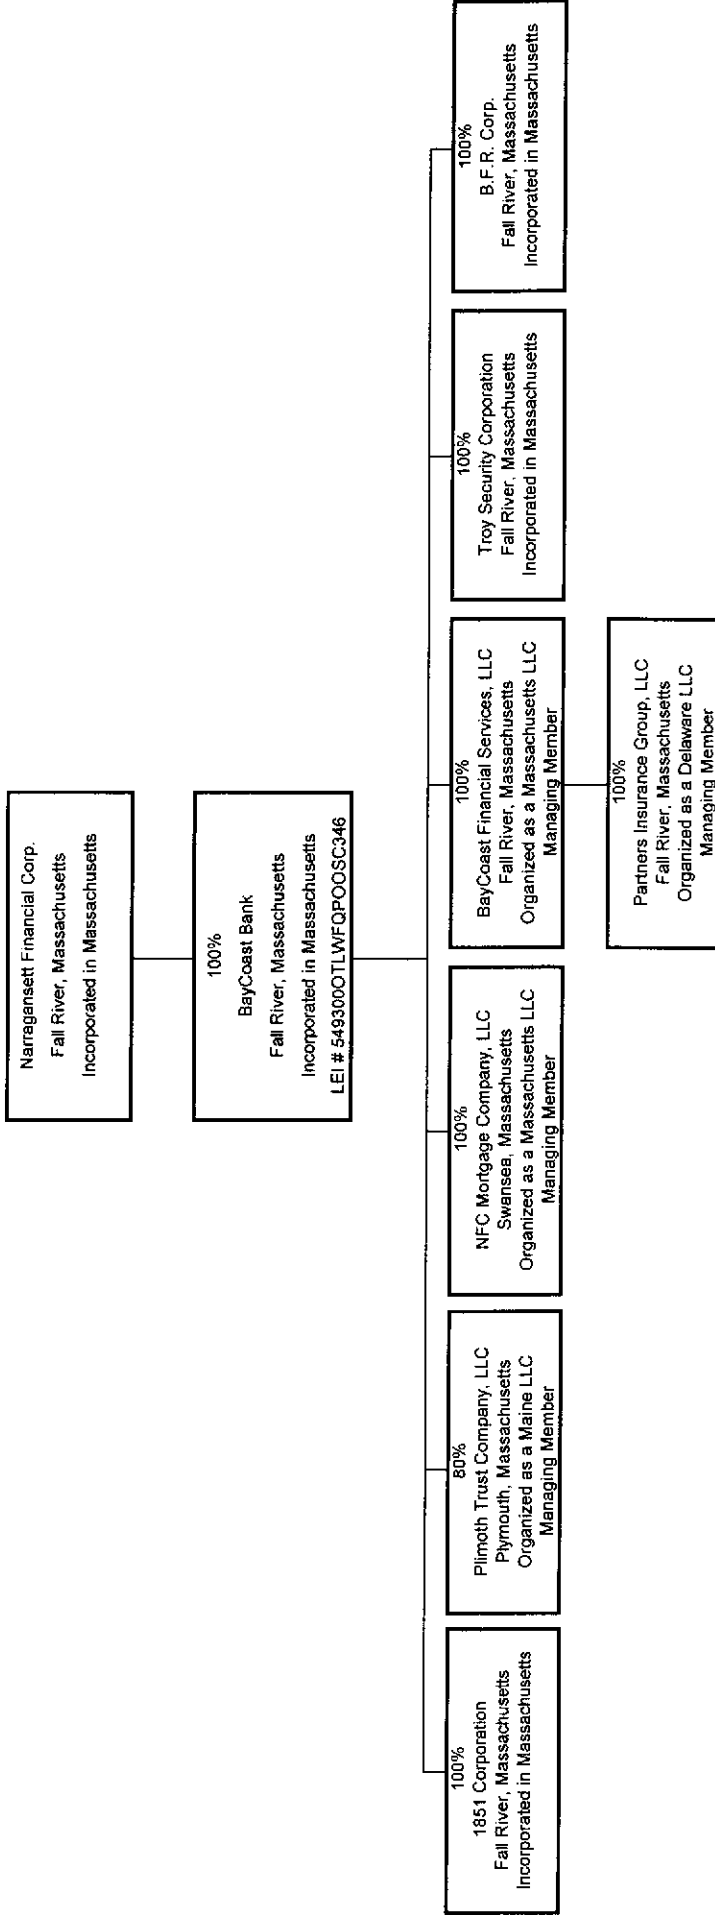 Narragansett Financial Corp.
Fall River, Massachusetts
Incorporated in Massachusetts
100%
BayCoast Bank
Fall River, Massachusetts
Incorporated in Massachusetts
LEI # 549300OTLWFQPOOSC346
100%
1851 Corporation
Fall River, Massachusetts
Incorporated in Massachusetts
80%
Plimoth Trust Company, LLC
Plymouth, Massachusetts
Organized as a Maine LLC
Managing Member
100%
NFC Mortgage Company, LLC
Swansea, Massachusetts
Organized as a Massachusetts LLC
Managing Member
100%
BayCoast Financial Services, LLC
Fall River, Massachusetts
Organized as a Massachusetts LLC
Managing Member
100%
Troy Security Corporation
Fall River, Massachusetts
Incorporated in Massachusetts
100%
B.F.R. Corp.
Fall River, Massachusetts
Incorporated in Massachusetts
100%
Partners Insurance Group, LLC
Fall River, Massachusetts
Organized as a Delaware LLC
Managing Member